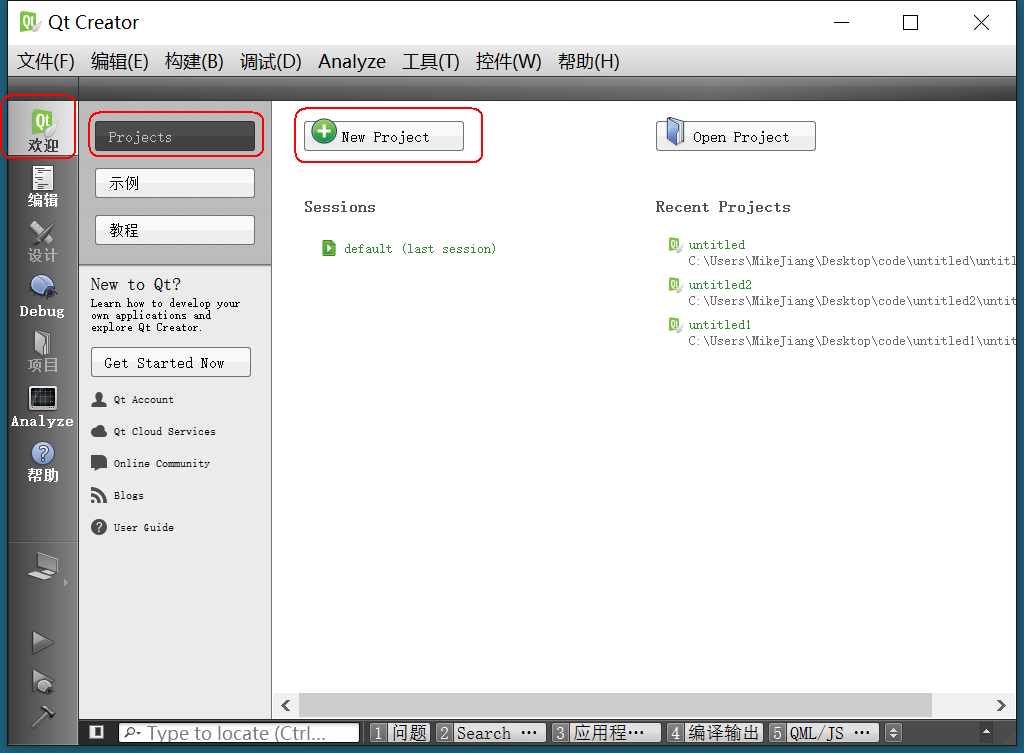 Qt Creator
文件(F) 编辑(E) 构建(B) 调试(D) Analyze 工具(T) 控件(W) 帮助(H)
Qt
欢迎
编辑
设计
Debug
项目
Analyze
帮助
Projects
示例
教程
New to Qt?
Learn how to develop your
own applications and
explore Qt Creator.
Get Started Now
Qt Account
Qt Cloud Services
Online Community
Blogs
User Guide
New Project
Open Project
Sessions
default (last session)
Recent Projects
untitled
C:\Users\MikeJiang\Desktop\code\untitled\untitl
untitled2
C:\Users\MikeJiang\Desktop\code\untitled2\untit
untitled1
C:\Users\MikeJiang\Desktop\code\untitled1\untit
Type to locate (Ctrl... 1 问题 2 Search ··· 3 应用程··· 4 编译输出 5 QML/JS ···